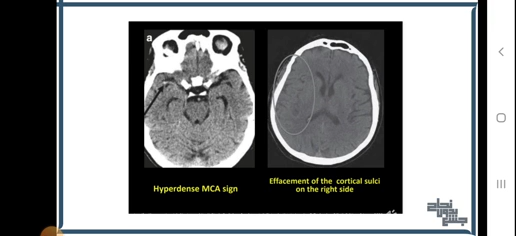 a
Hyperdense MCA sign
Effacement of the cortical sulci
on the right side